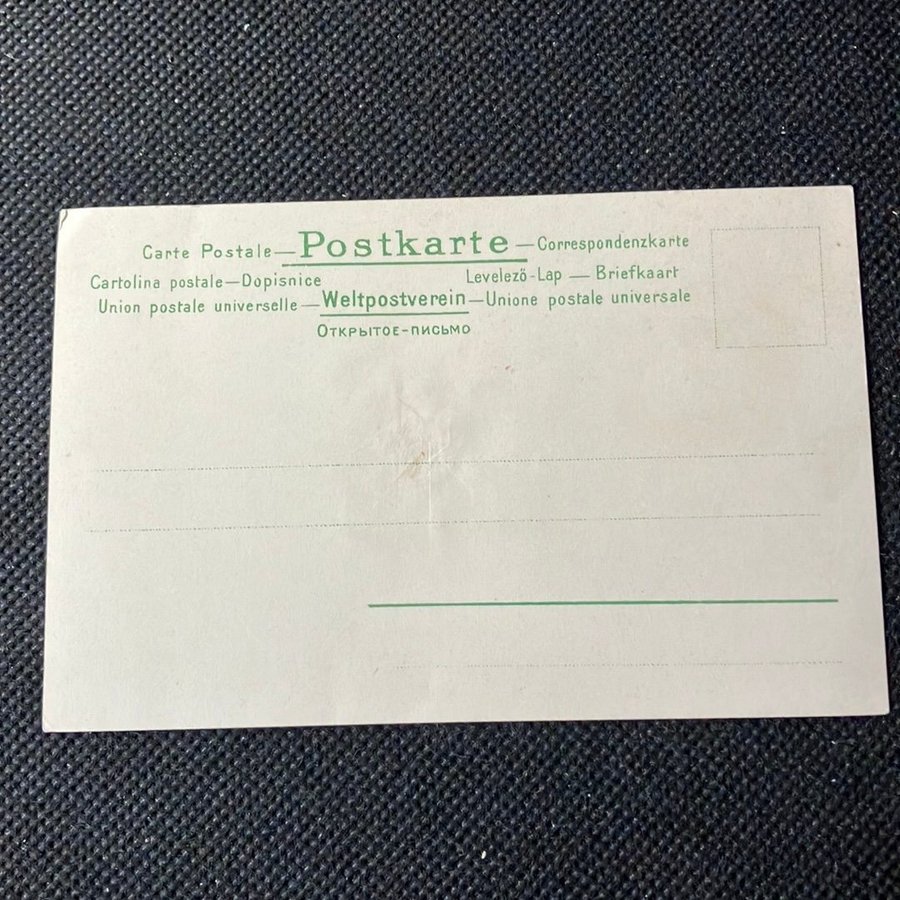 Carte Postale—Postkarte—Correspondenzkarte
Cartolina postale—Dopisnice Levelező-Lap — Briefkaart
Union postale universelle—Weltpostverein—Unione postale universale
Открытое-письмо